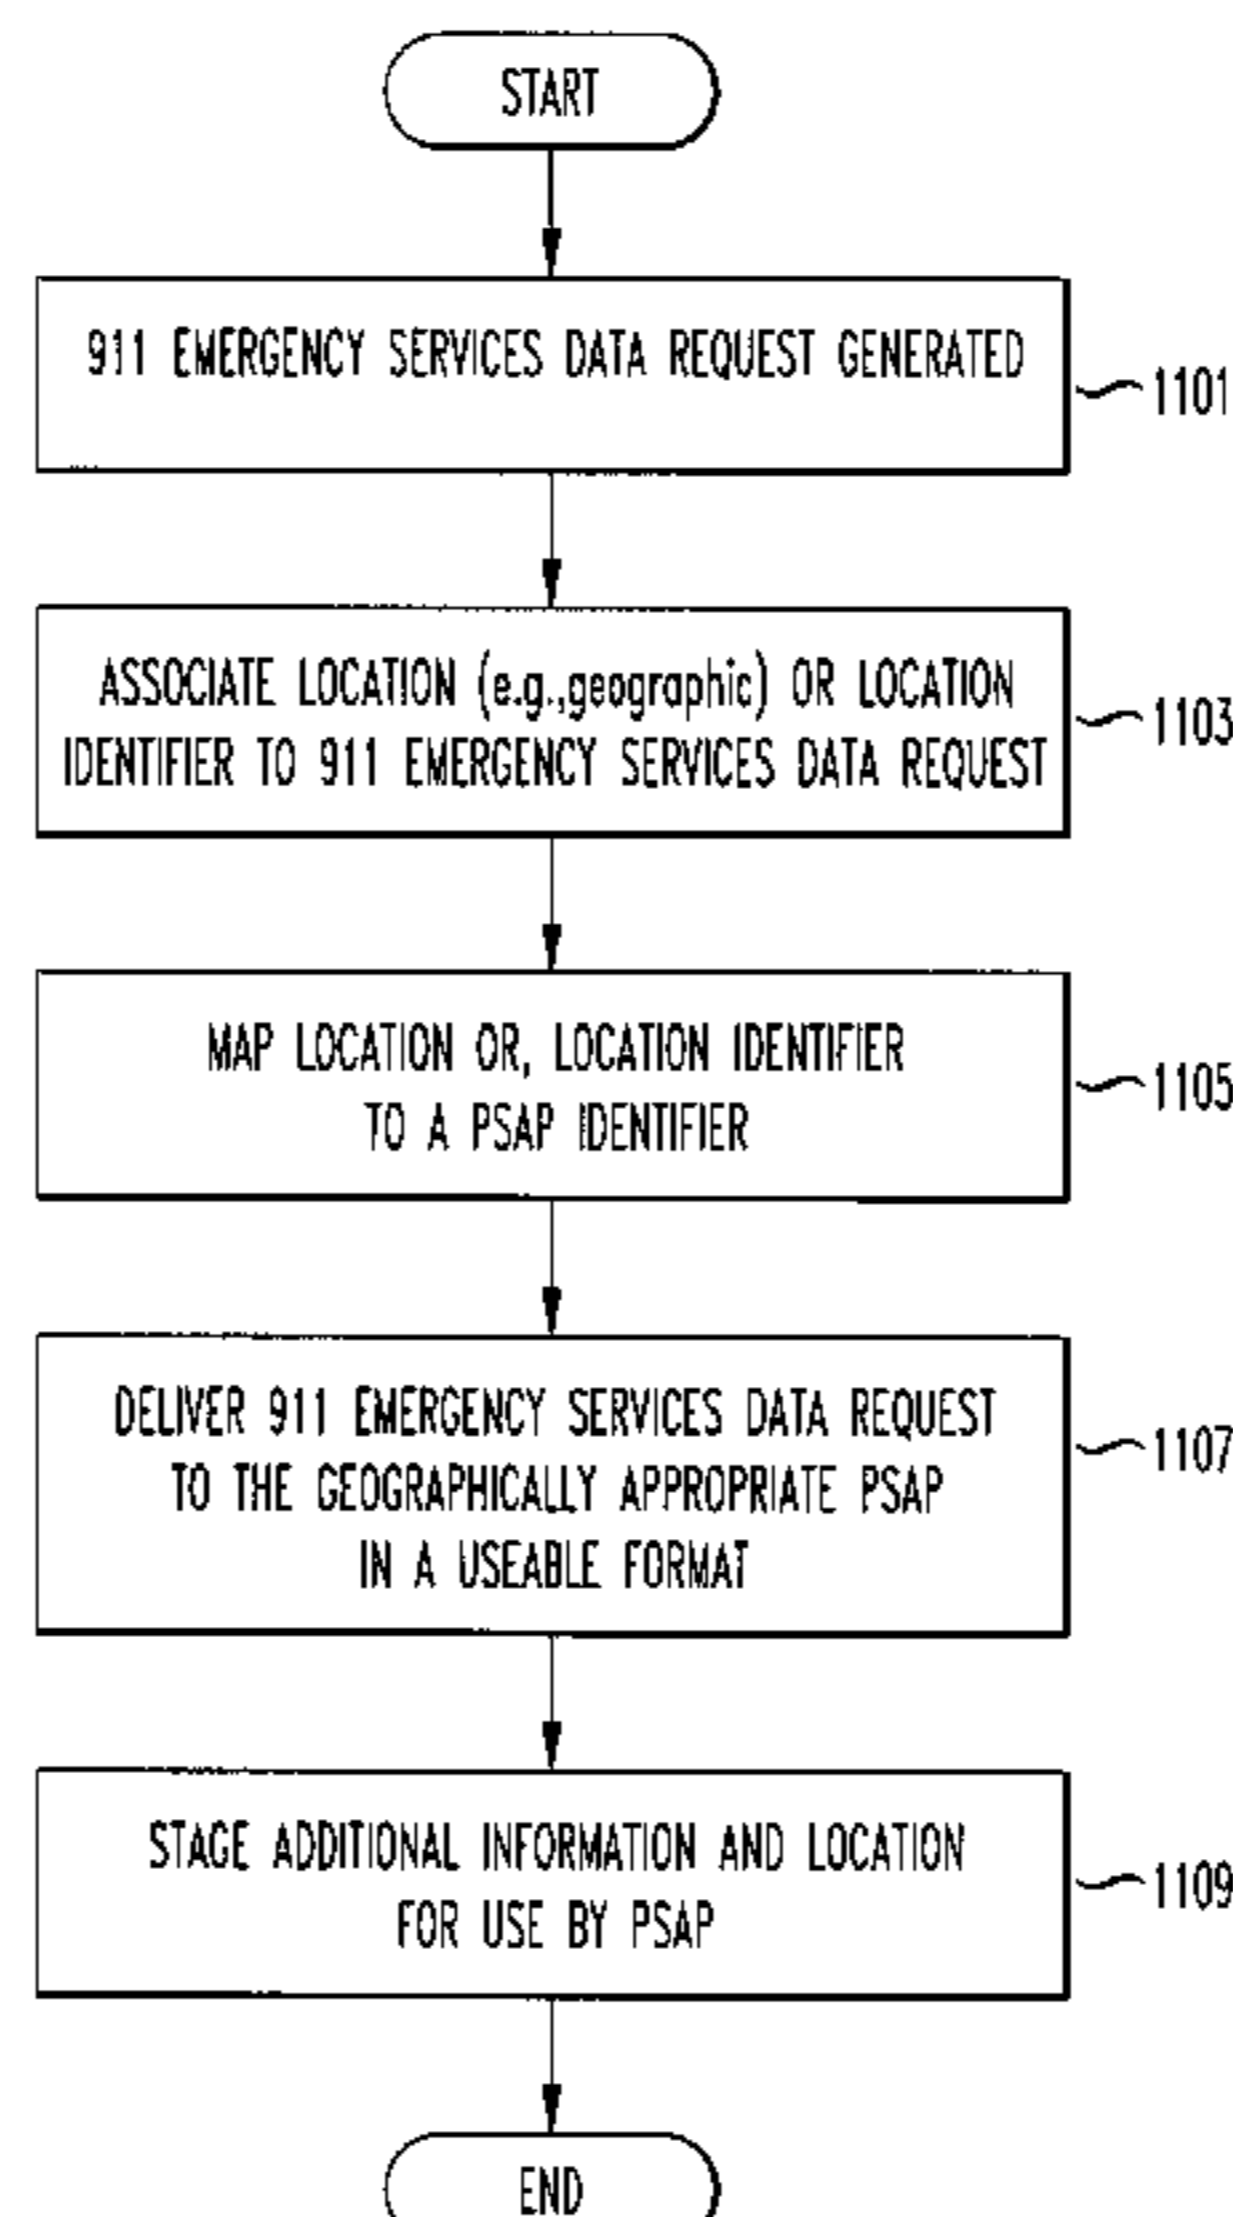 START
911 EMERGENCY SERVICES DATA REQUEST GENERATED
1101
ASSOCIATE LOCATION (e.g.,geographic) OR LOCATION
IDENTIFIER TO 911 EMERGENCY SERVICES DATA REQUEST
1103
MAP LOCATION OR, LOCATION IDENTIFIER
TO A PSAP IDENTIFIER
1105
DELIVER 911 EMERGENCY SERVICES DATA REQUEST
TO THE GEOGRAPHICALLY APPROPRIATE PSAP
IN A USEABLE FORMAT
1107
STAGE ADDITIONAL INFORMATION AND LOCATION
FOR USE BY PSAP
1109
END